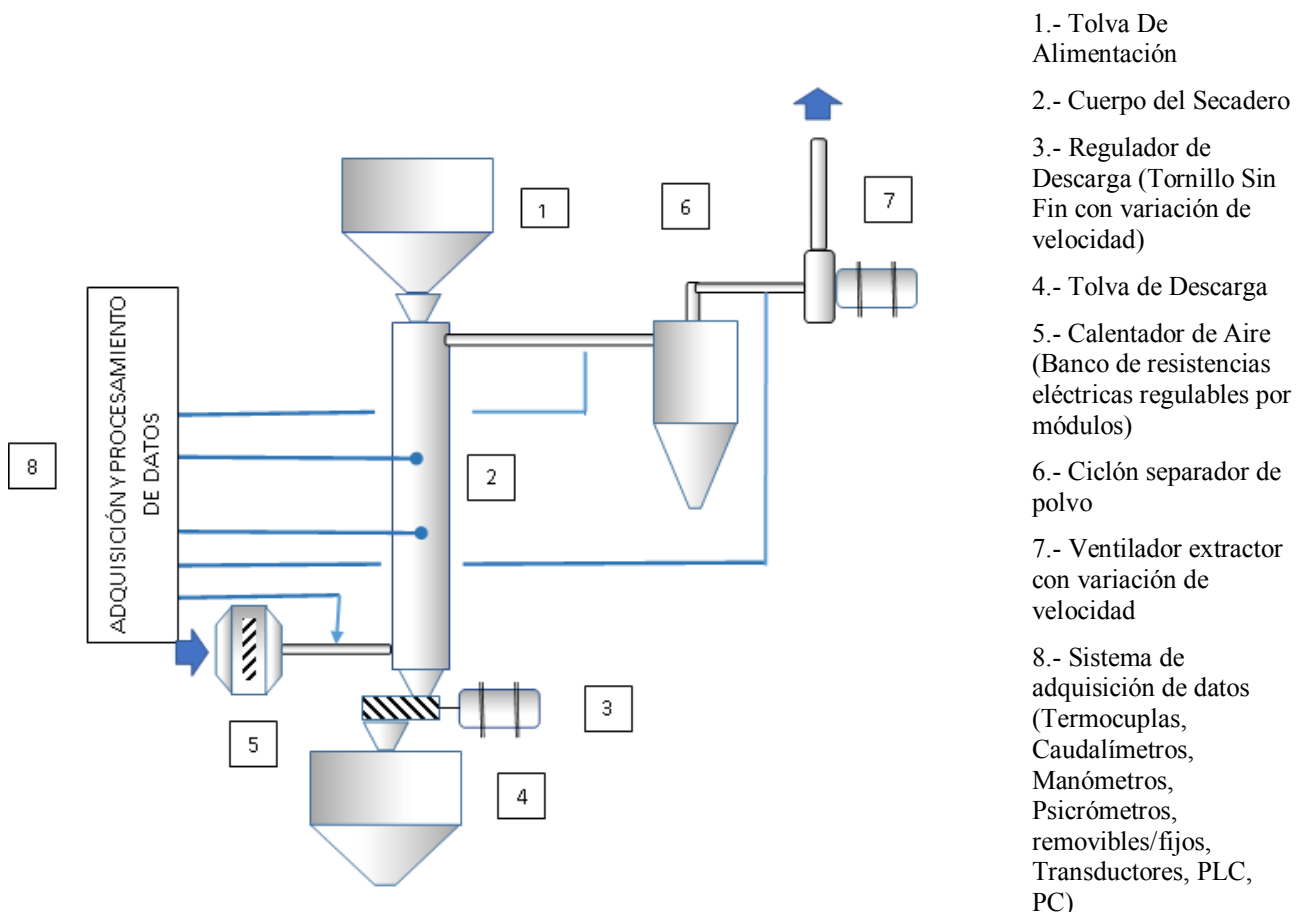 1
6
7
8
ADQUISICIÓN Y PROCESAMIENTO
DE DATOS
2
5
3
4
1.- Tolva De
Alimentación
2.- Cuerpo del Secadero
3.- Regulador de
Descarga (Tornillo Sin
Fin con variación de
velocidad)
4.- Tolva de Descarga
5.- Calentador de Aire
(Banco de resistencias
eléctricas regulables por
módulos)
6.- Ciclón separador de
polvo
7.- Ventilador extractor
con variación de
velocidad
8.- Sistema de
adquisición de datos
(Termocuplas,
Caudalímetros,
Manómetros,
Psicrómetros,
removibles/fijos,
Transductores, PLC,
PC)